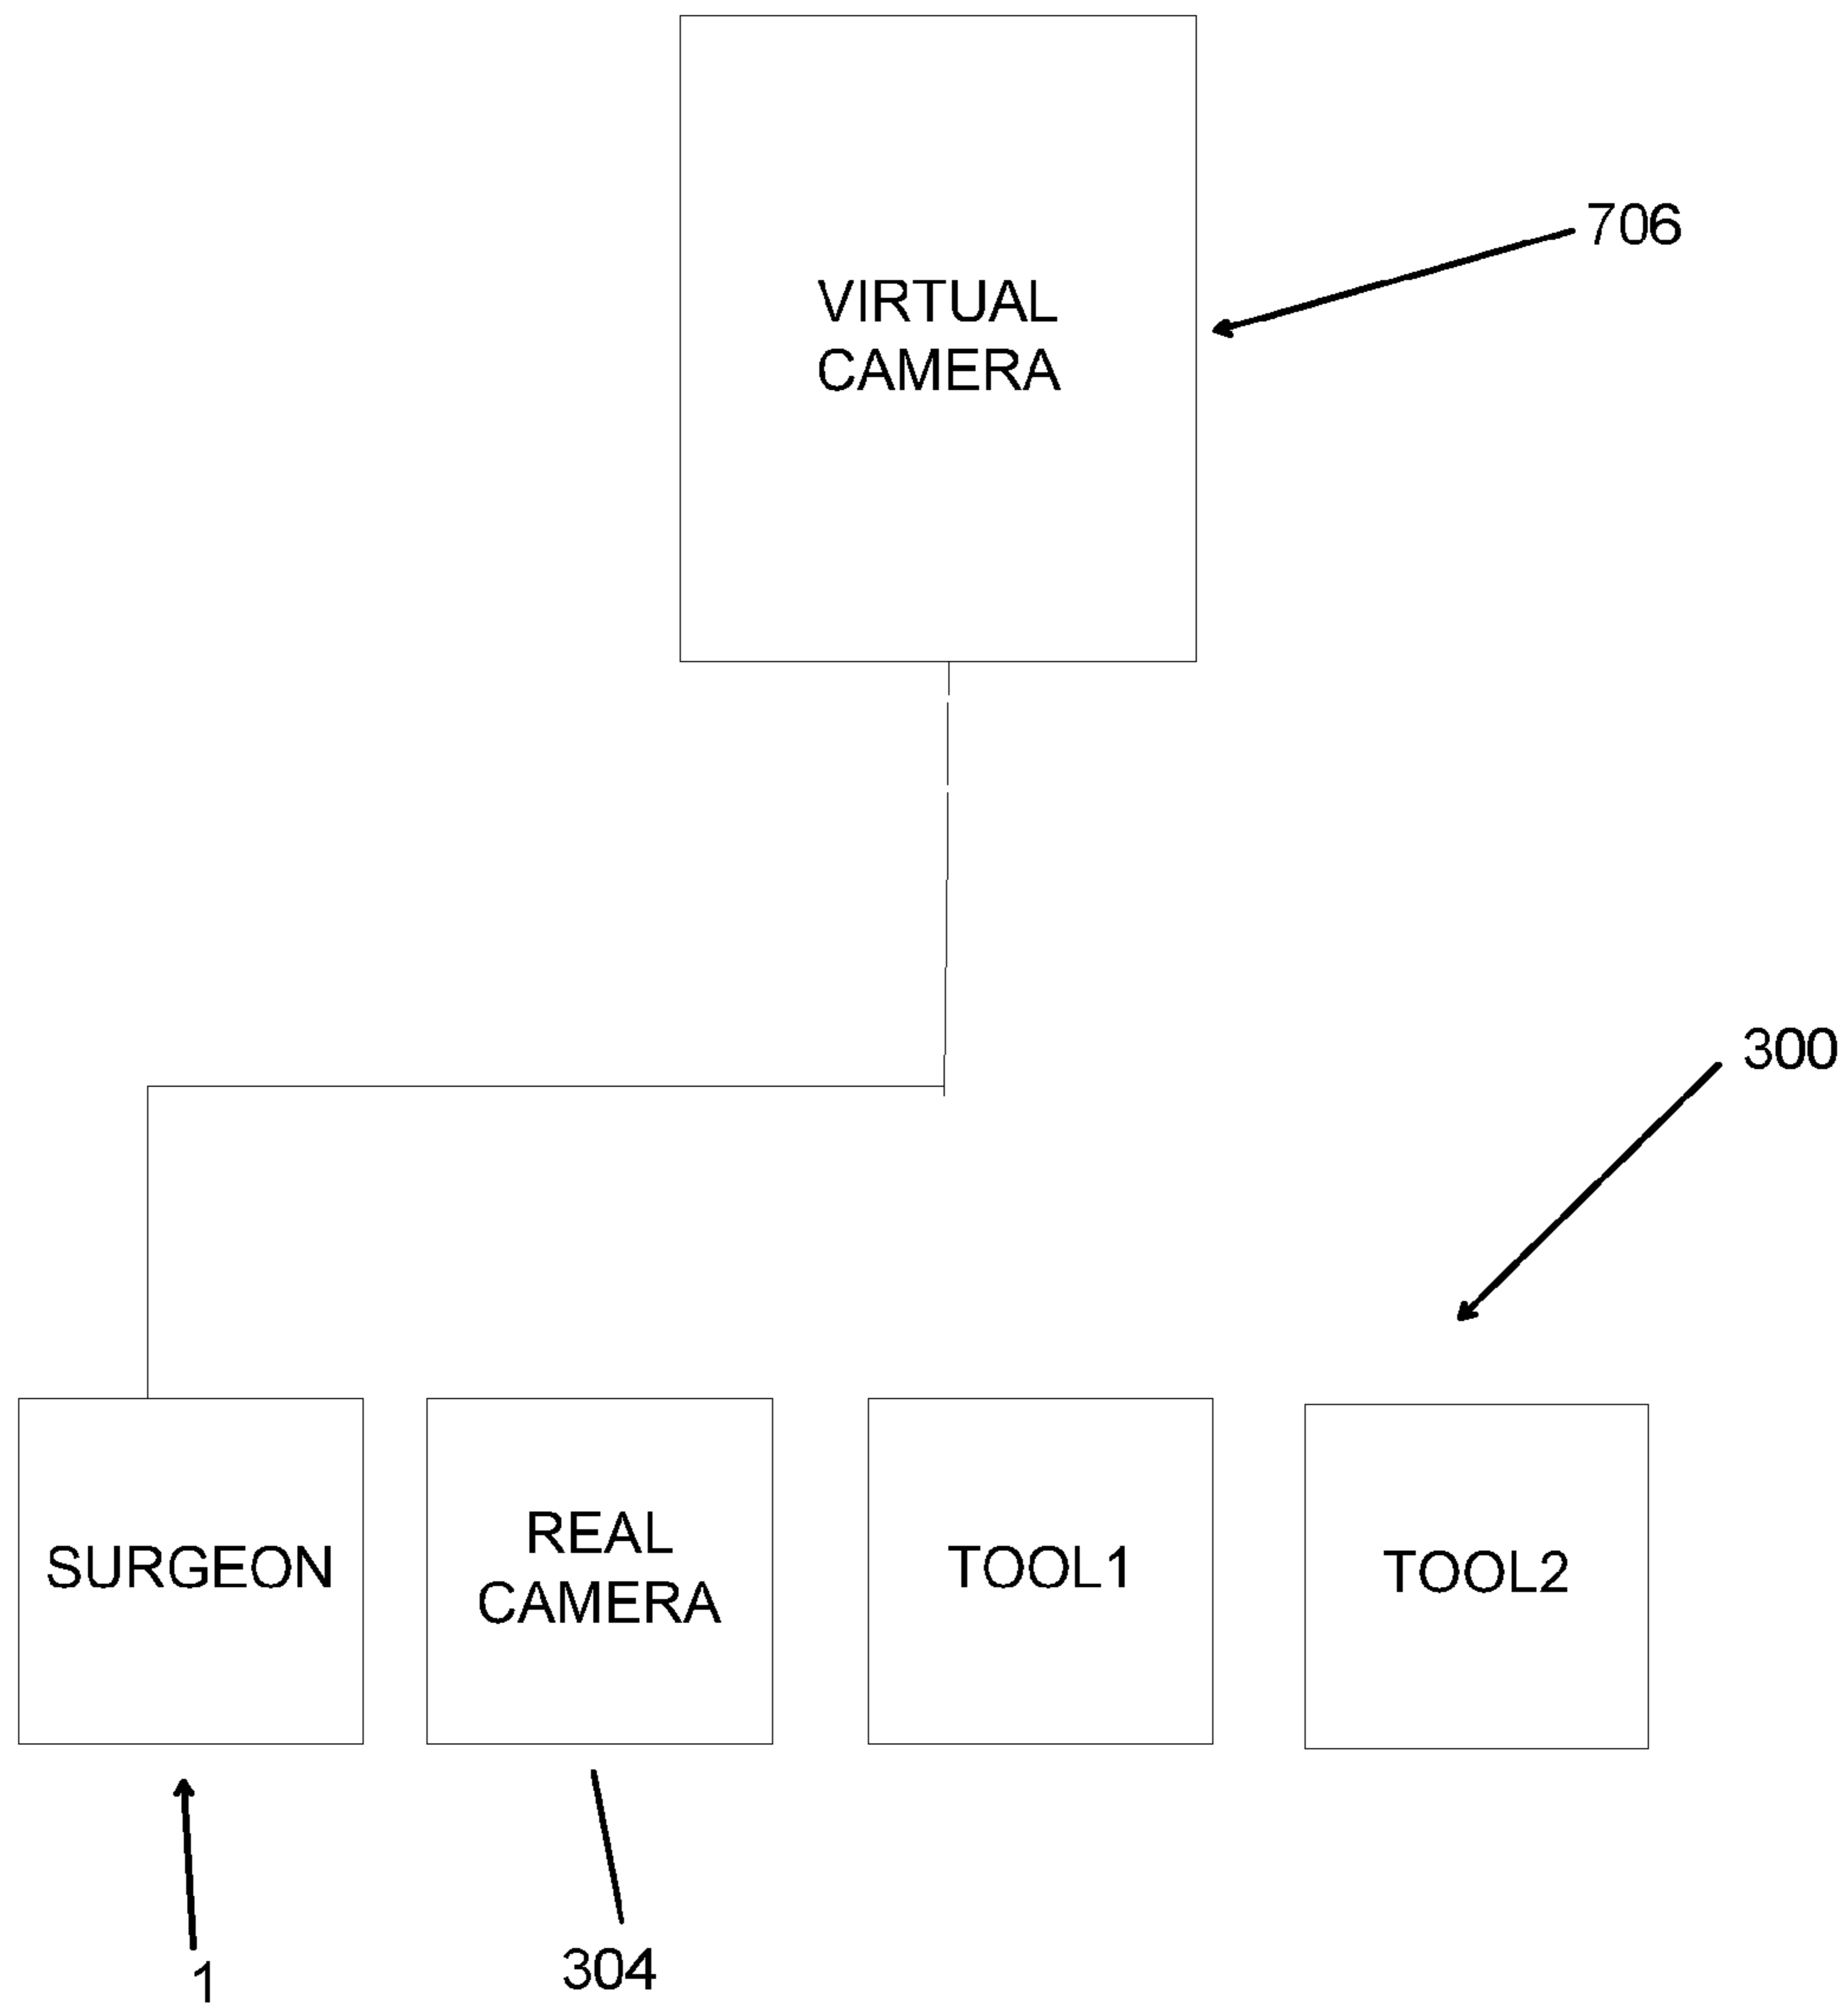 VIRTUAL
CAMERA
706
300
SURGEON
REAL
CAMERA
TOOL1
TOOL2
1
304